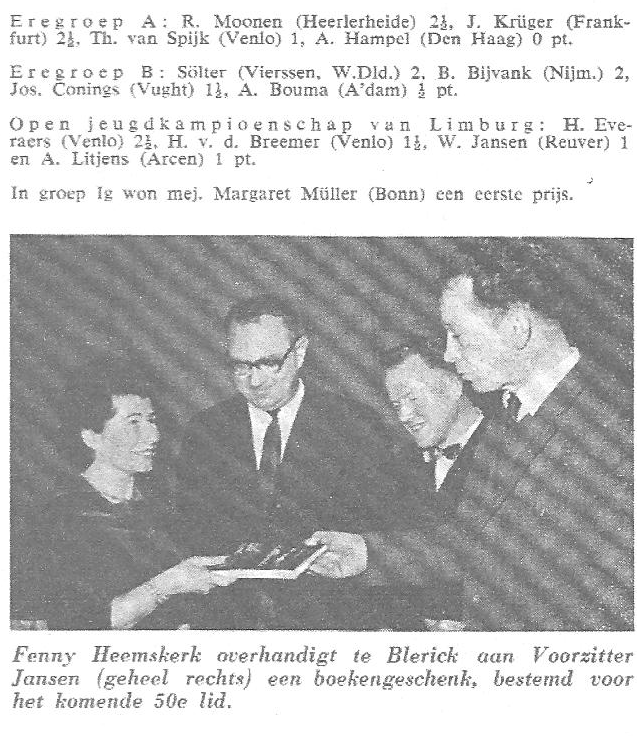 Eregroep A: R. Moonen (Heerlerheide) 2½, J. Krüger (Frank-
furt) 2½, Th. van Spijk (Venlo) 1, A. Hampel (Den Haag) 0 pt.
Eregroep B: Sölter (Vierssen, W.Dld.) 2, B. Bijvank (Nijm.) 2,
Jos. Conings (Vught) 1½, A. Bouma (A'dam) ½ pt.
Open jeugdkampioenschap van Limburg: H. Eve-
raers (Venlo) 2½, H. v. d. Breemer (Venlo) 1½, W. Jansen (Reuver) 1
en A. Litjens (Arcen) 1 pt.
In groep Ig won mej. Margaret Müller (Bonn) een eerste prijs.
Fenny Heemskerk overhandigt te Blerick aan Voorzitter
Jansen (geheel rechts) een boekengeschenk, bestemd voor
het komende 50e lid.